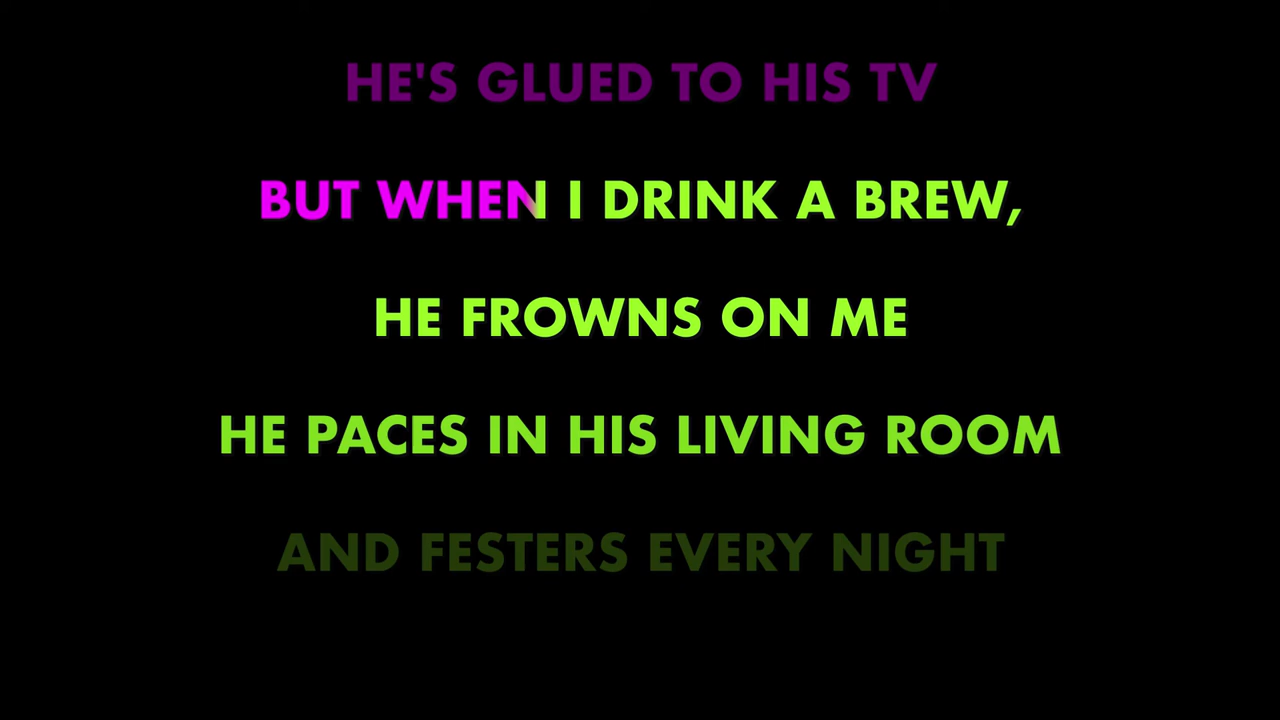 HE'S GLUED TO HIS TV
BUT WHEN I DRINK A BREW,
HE FROWNS ON ME
HE PACES IN HIS LIVING ROOM
AND FESTERS EVERY NIGHT